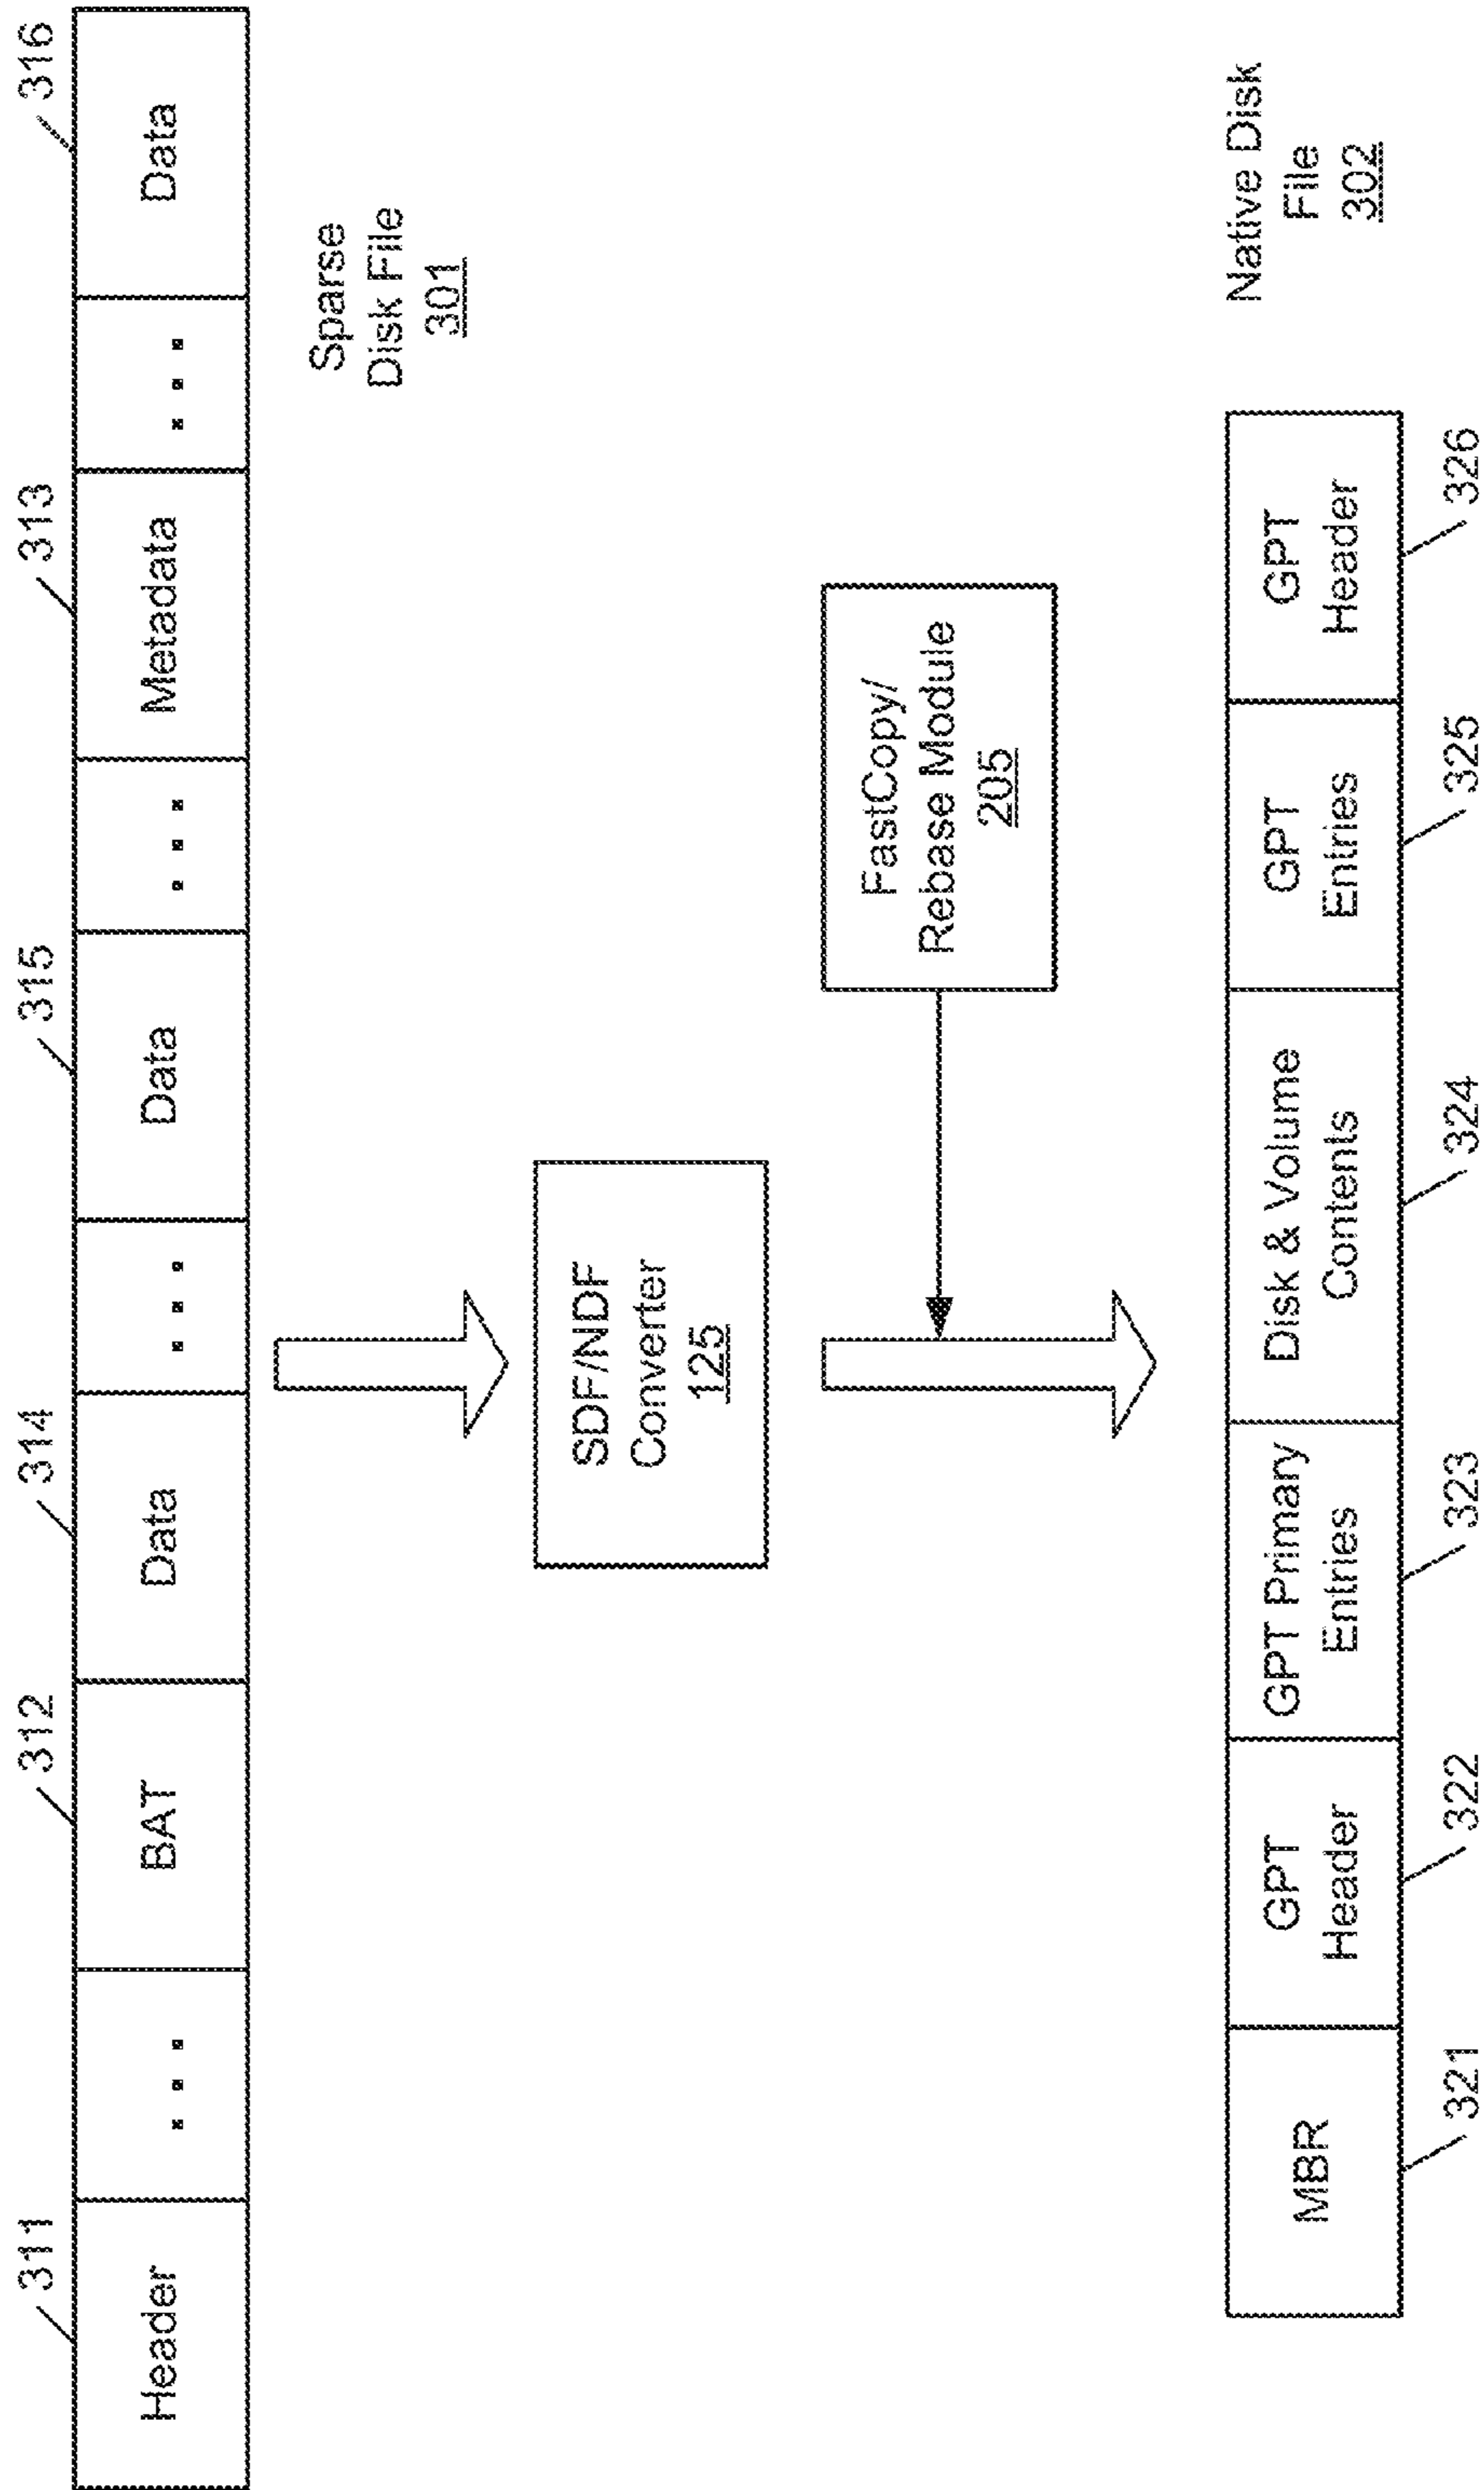 311
312
314
315
313
316
Header
. . .
BAT
Data
. . .
Data
. . .
Metadata
. . .
Data
Sparse
Disk File
301
SDF/NDF
Converter
125
FastCopy/
Rebase Module
205
Native Disk
File
302
MBR
GPT
Header
GPT Primary
Entries
Disk & Volume
Contents
GPT
Entries
GPT
Header
321
322
323
324
325
326